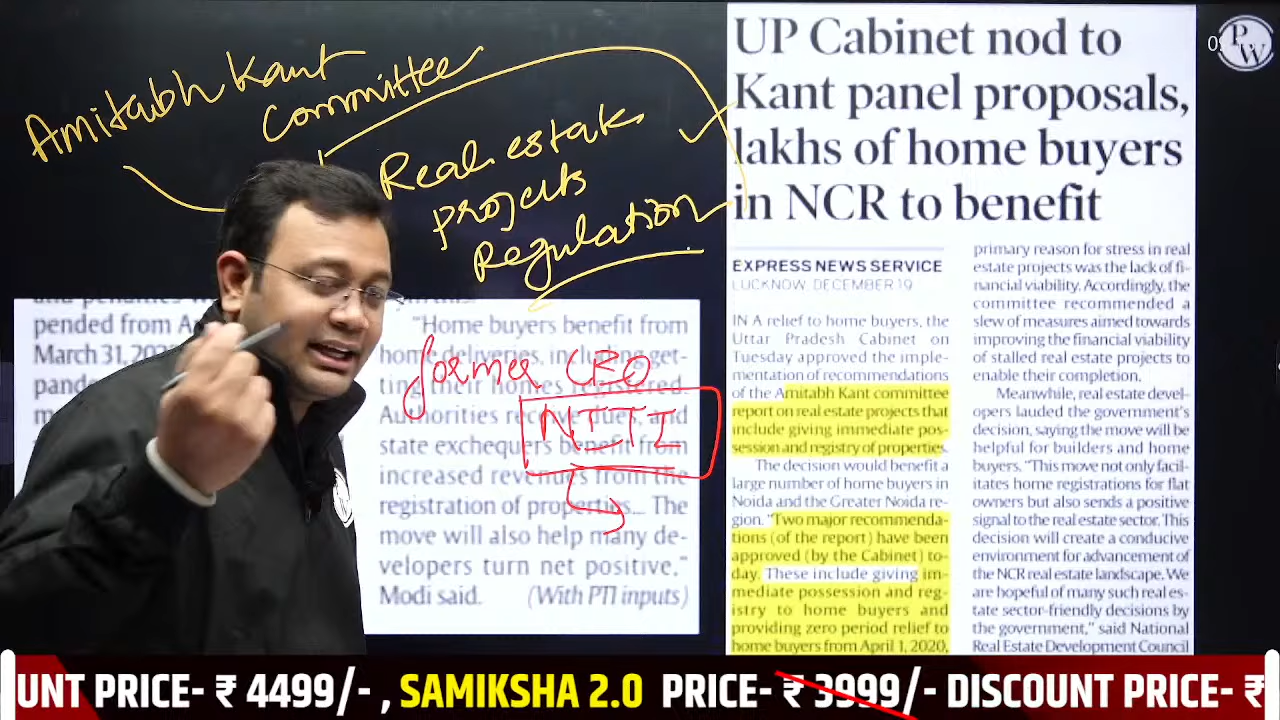 Amitabh Kant
Committee
Real estate
projects
Regulation
UP Cabinet nod to
Kant panel proposals,
lakhs of home buyers
in NCR to benefit
PW
EXPRESS NEWS SERVICE
LUCKNOW, DECEMBER 19
IN A relief to home buyers, the
Uttar Pradesh Cabinet on
Tuesday approved the imple-
mentation of recommendations
of the Amitabh Kant committee
report on real estate projects that
include giving immediate pos-
session and registry of properties.
The decision would benefit a
large number of home buyers in
Noida and the Greater Noida re-
gion. "Two major recommenda-
tions (of the report) have been
approved (by the Cabinet) to-
day. These include giving im-
mediate possession and reg-
istry to home buyers and
providing zero period relief to
home buyers from April 1, 2020,
primary reason for stress in real
estate projects was the lack of fi-
nancial viability. Accordingly, the
committee recommended a
slew of measures aimed towards
improving the financial viability
of stalled real estate projects to
enable their completion.
Meanwhile, real estate devel-
opers lauded the government's
decision, saying the move will be
helpful for builders and home
buyers. "This move not only facil-
itates home registrations for flat
owners but also sends a positive
signal to the real estate sector. This
decision will create a conducive
environment for advancement of
the NCR real estate landscape. We
are hopeful of many such real es-
tate sector-friendly decisions by
the government," said National
Real Estate Development Council
pended from
March 31,
pand
"Home buyers benefit from
home deliveries, including get-
ting their homes registered.
Authorities dues, and
state exchequers benefit from
increased revenues from the
registration of properties... The
move will also help many de-
velopers turn net positive,"
Modi said. (With PTI inputs)
former CEO
NITI
UNT PRICE- ₹ 4499/- , SAMIKSHA 2.0 PRICE- ₹ 3999/- DISCOUNT PRICE- ₹